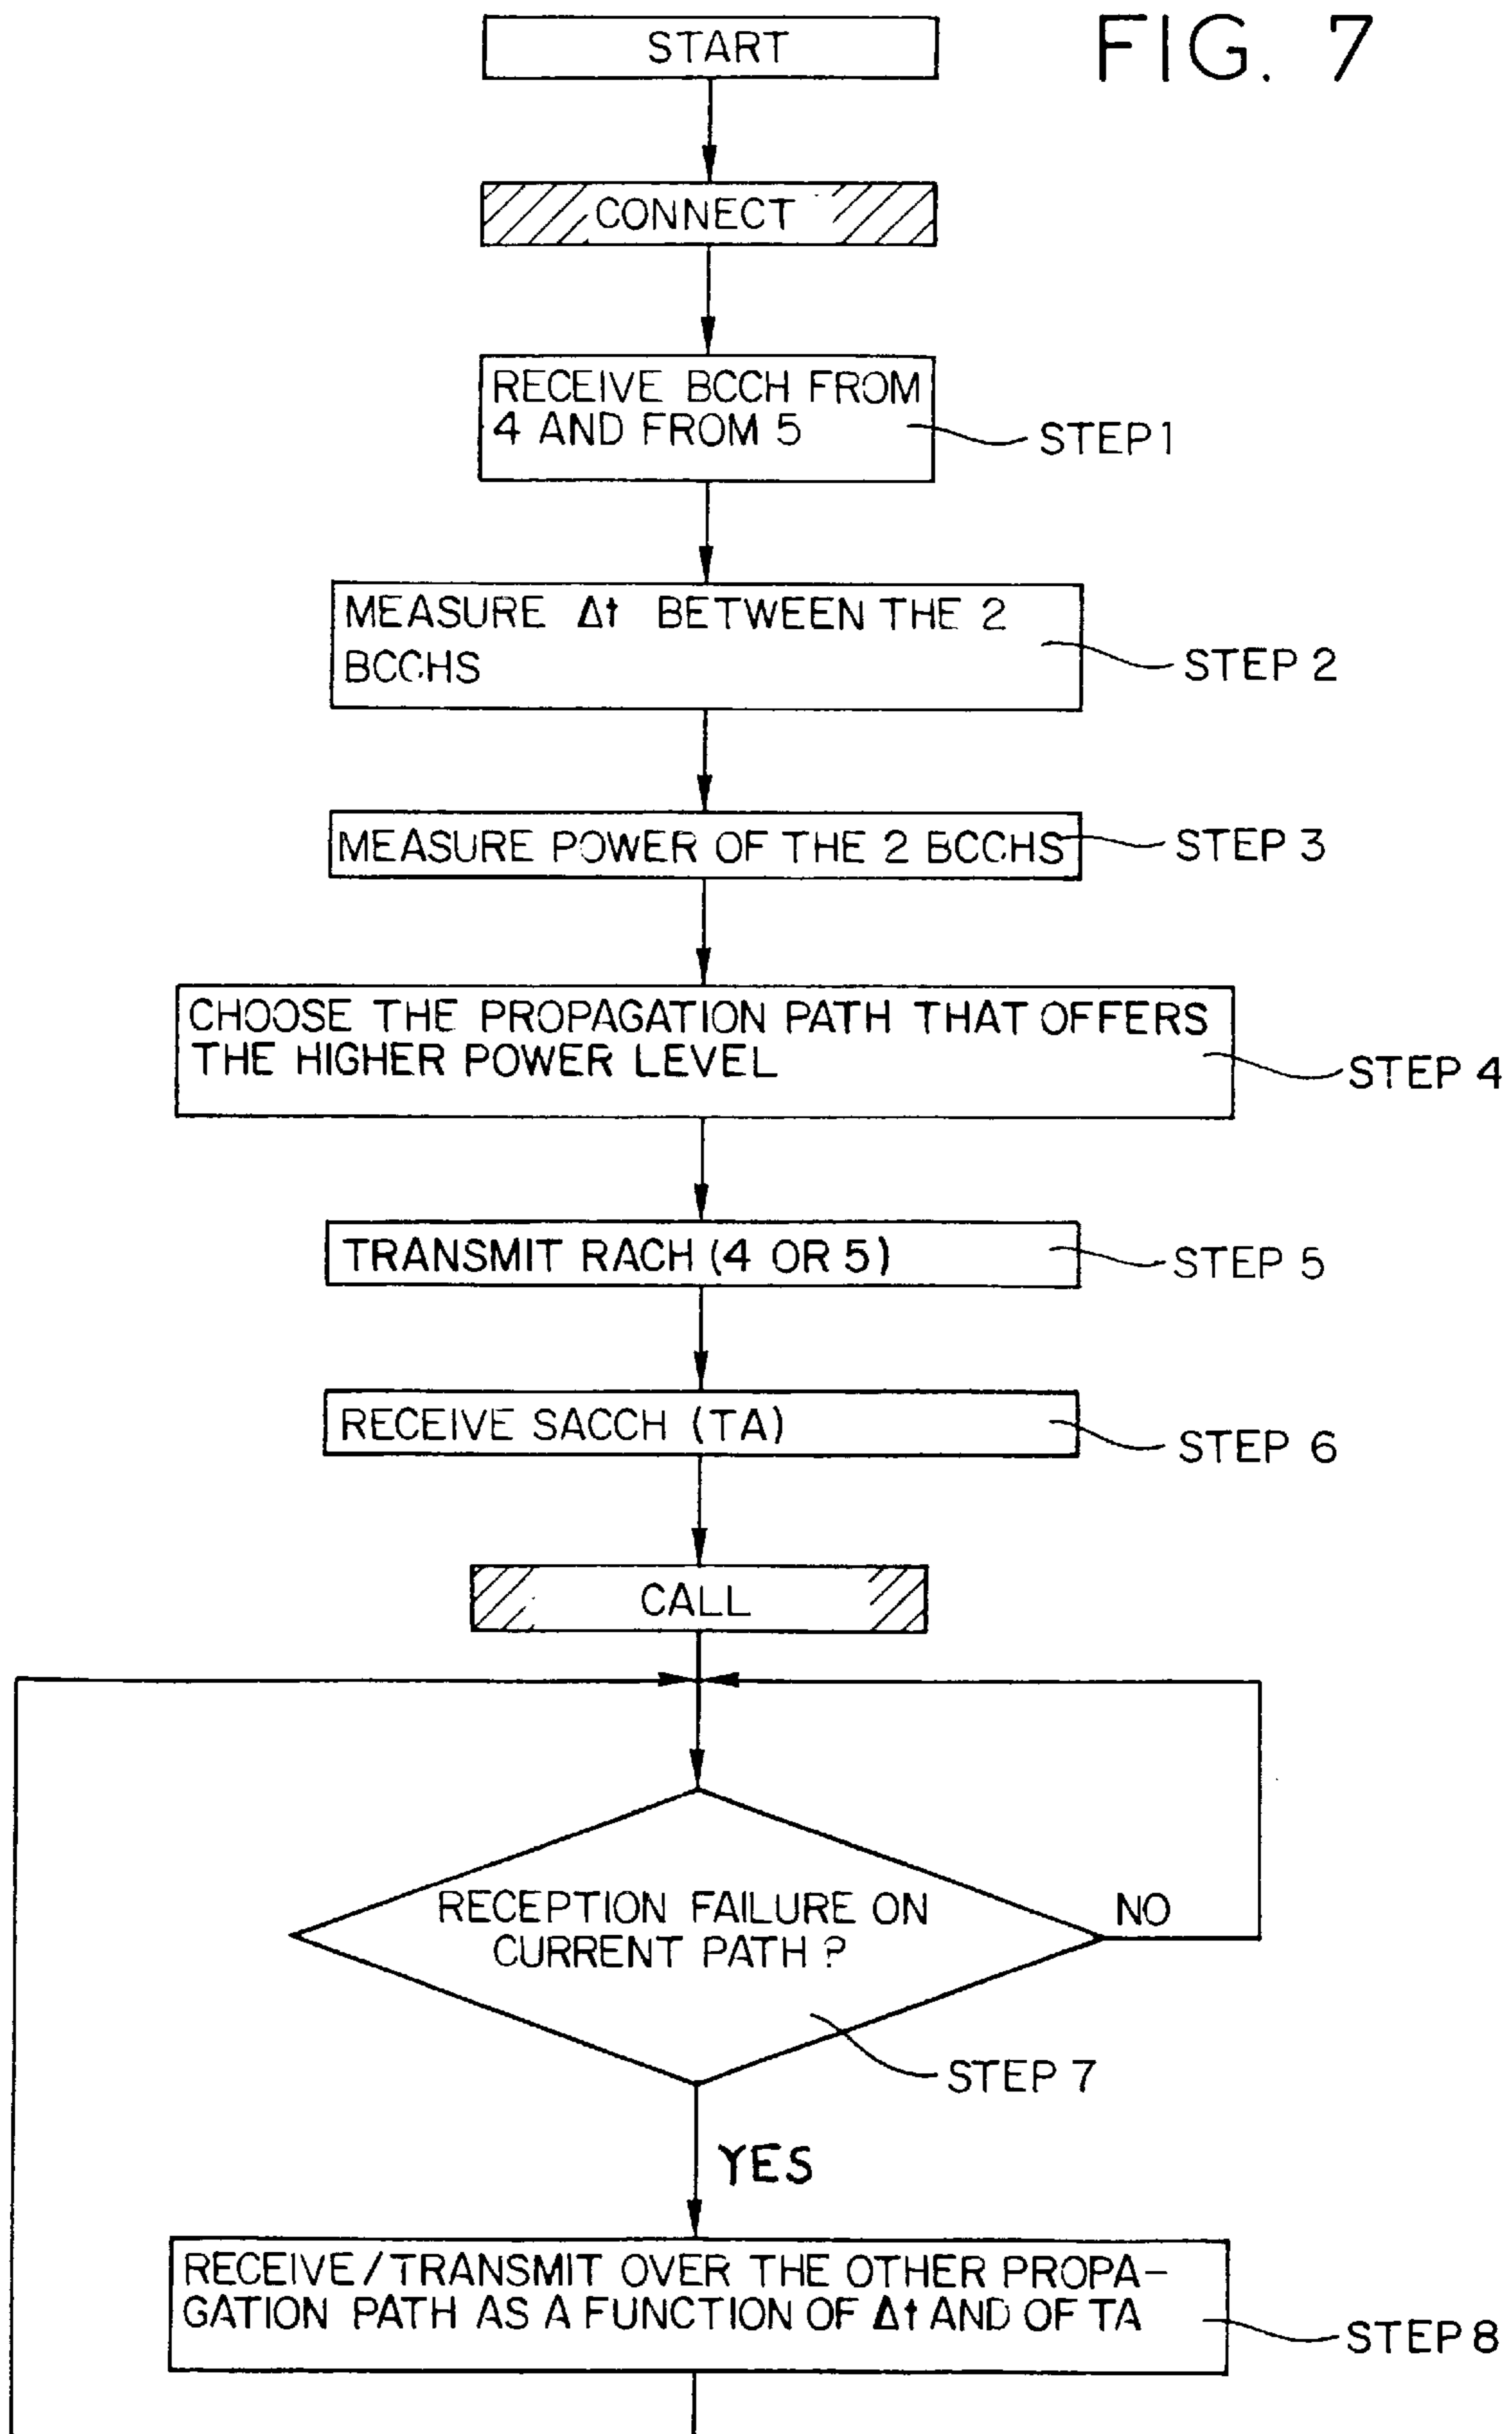 FIG. 7
START
CONNECT
RECEIVE BCCH FROM
4 AND FROM 5
STEP 1
MEASURE Δt BETWEEN THE 2
BCCHS
STEP 2
MEASURE POWER OF THE 2 BCCHS
STEP 3
CHOOSE THE PROPAGATION PATH THAT OFFERS
THE HIGHER POWER LEVEL
STEP 4
TRANSMIT RACH (4 OR 5)
STEP 5
RECEIVE SACCH (TA)
STEP 6
CALL
RECEPTION FAILURE ON
CURRENT PATH ?
NO
STEP 7
YES
RECEIVE/TRANSMIT OVER THE OTHER PROPA-
GATION PATH AS A FUNCTION OF Δt AND OF TA
STEP 8